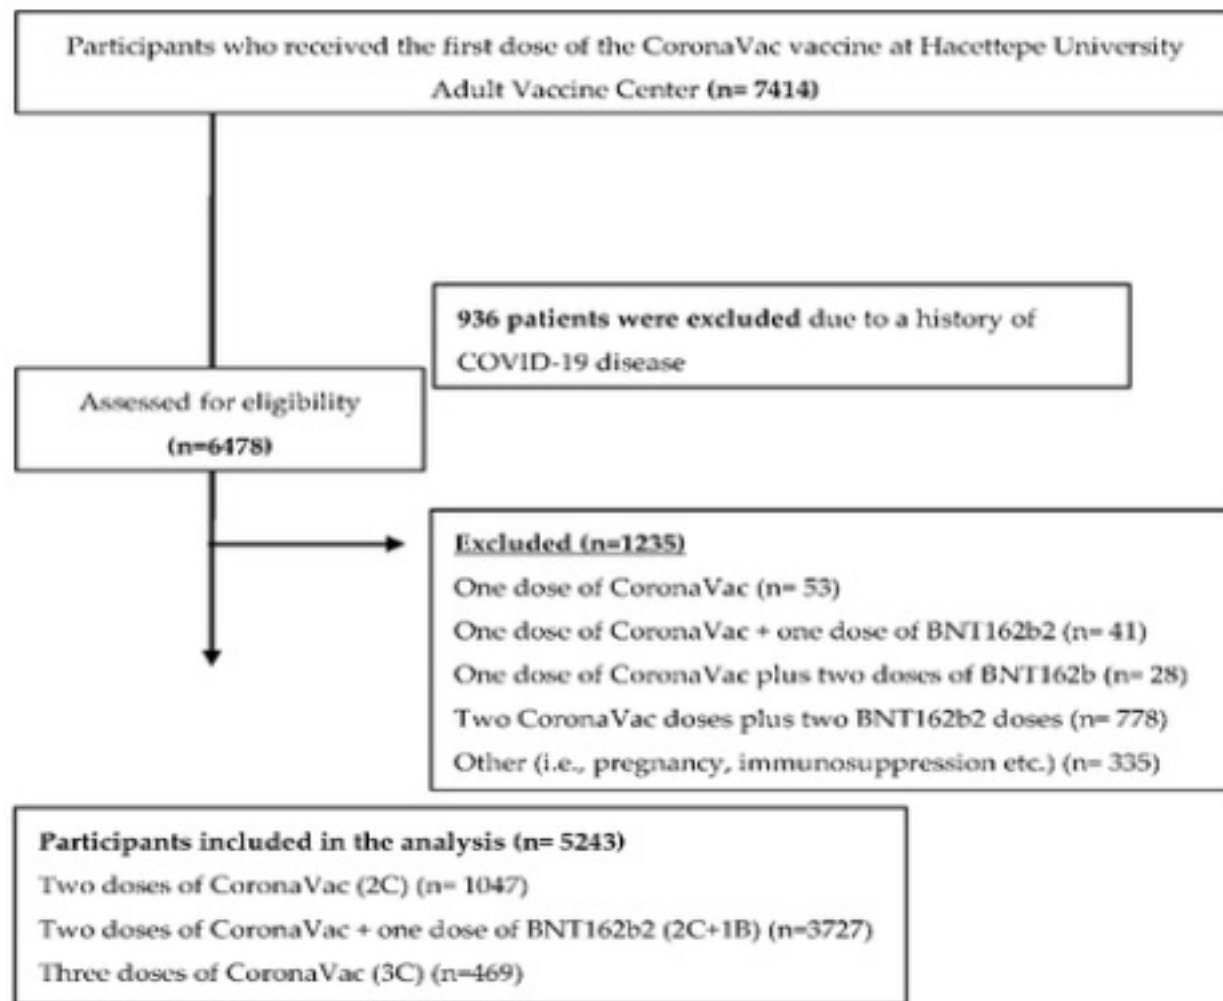 Participants who received the first dose of the CoronaVac vaccine at Hacettepe University
Adult Vaccine Center (n= 7414)
936 patients were excluded due to a history of
COVID-19 disease
Assessed for eligibility
(n=6478)
Excluded (n=1235)
One dose of CoronaVac (n= 53)
One dose of CoronaVac + one dose of BNT162b2 (n= 41)
One dose of CoronaVac plus two doses of BNT162b (n= 28)
Two CoronaVac doses plus two BNT162b2 doses (n= 778)
Other (i.e., pregnancy, immunosuppression etc.) (n= 335)
Participants included in the analysis (n= 5243)
Two doses of CoronaVac (2C) (n= 1047)
Two doses of CoronaVac + one dose of BNT162b2 (2C+1B) (n=3727)
Three doses of CoronaVac (3C) (n=469)